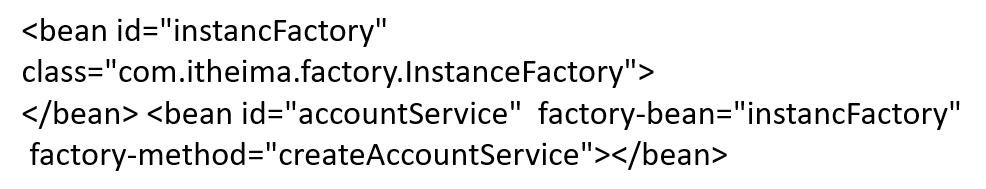 <bean id="instancFactory"
class="com.itheima.factory.InstanceFactory">
</bean> <bean id="accountService"  factory-bean="instancFactory"
factory-method="createAccountService"></bean>